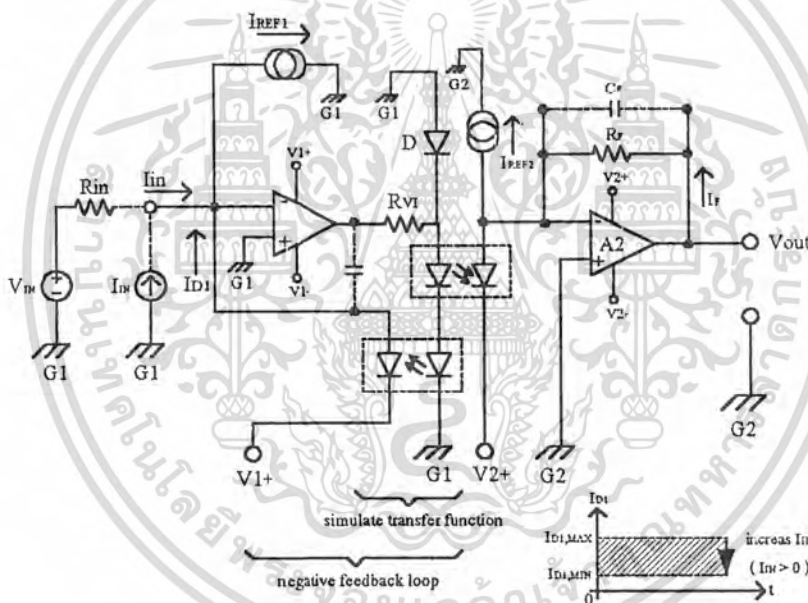 IREF1
G1
G1
G2
CF
RF
V1+
D
IREF2
V2+
IF
Rin
Iin
RV1
-
+
-
+
A2
Vout
VIN
IIN
ID1
G1
V1-
V2-
G1
G1
G2
V1+
G1
V2+
G2
simulate transfer function
negative feedback loop
ID1
ID1,MAX
ID1,MIN
0
t
increas
( IIN > 0 )